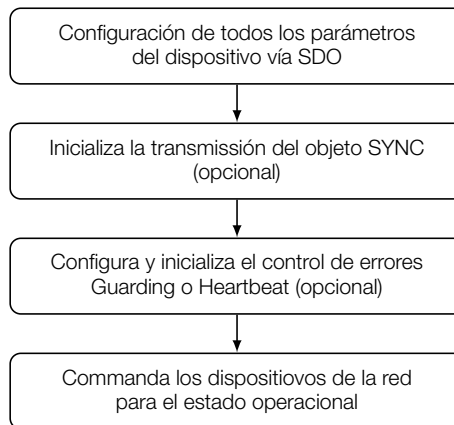 Configuración de todos los parámetros
del dispositivo vía SDO
Inicializa la transmisión del objeto SYNC
(opcional)
Configura y inicializa el control de errores
Guarding o Heartbeat (opcional)
Commanda los dispositiovos de la red
para el estado operacional